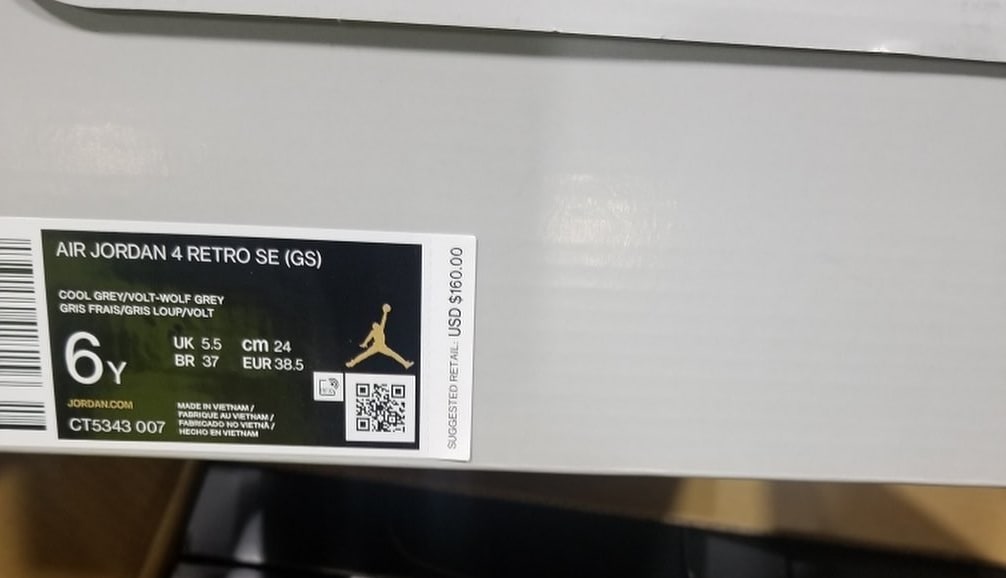 AIR JORDAN 4 RETRO SE (GS)
COOL GREY/VOLT-WOLF GREY
GRIS FRAIS/GRIS LOUP/VOLT
6Y
UK 5.5 cm 24
BR 37 EUR 38.5
JORDAN.COM
CT5343 007
MADE IN VIETNAM /
FABRIQUE AU VIETNAM /
FABRICADO NO VIETNÃ /
HECHO EN VIETNAM
SUGGESTED RETAIL: USD $160.00